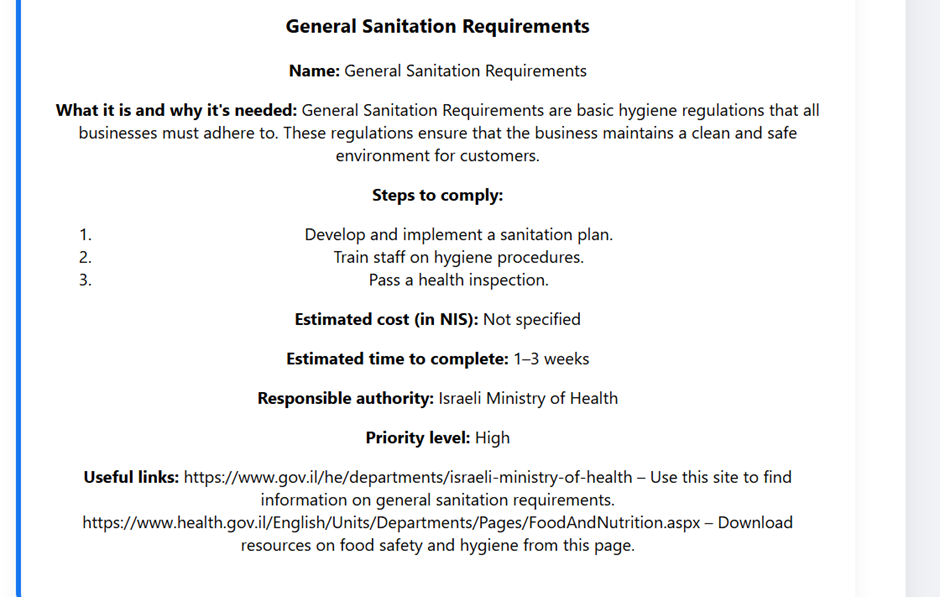 General Sanitation Requirements
Name: General Sanitation Requirements
What it is and why it's needed: General Sanitation Requirements are basic hygiene regulations that all
businesses must adhere to. These regulations ensure that the business maintains a clean and safe
environment for customers.
Steps to comply:
1. Develop and implement a sanitation plan.
2. Train staff on hygiene procedures.
3. Pass a health inspection.
Estimated cost (in NIS): Not specified
Estimated time to complete: 1–3 weeks
Responsible authority: Israeli Ministry of Health
Priority level: High
Useful links: https://www.gov.il/he/departments/israeli-ministry-of-health – Use this site to find
information on general sanitation requirements.
https://www.health.gov.il/English/Units/Departments/Pages/FoodAndNutrition.aspx – Download
resources on food safety and hygiene from this page.